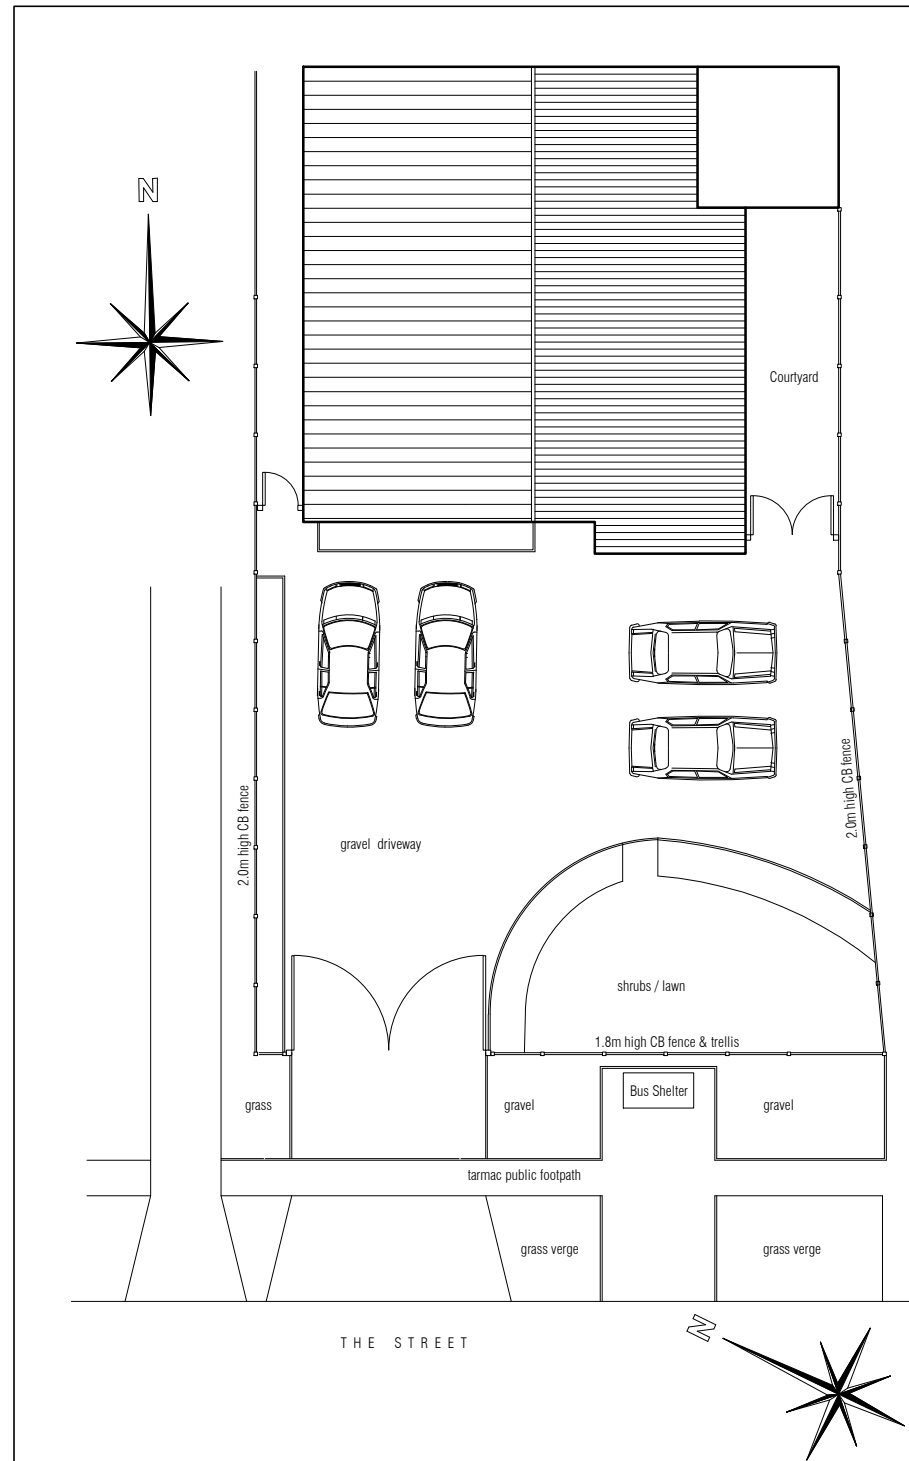 N
Courtyard
2.0m high CB fence
2.0m high CB fence
gravel driveway
shrubs / lawn
1.8m high CB fence & trellis
grass
gravel
Bus Shelter
gravel
tarmac public footpath
grass verge
grass verge
THE STREET
N